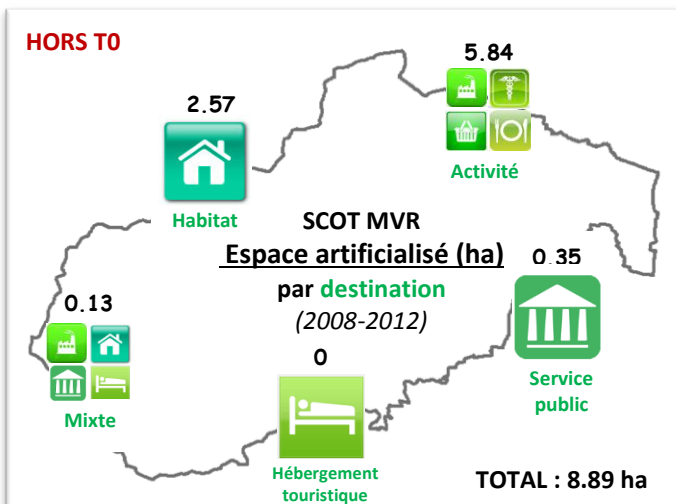 HORS T0
5.84
2.57
Activité
Habitat
SCOT MVR
Espace artificialisé (ha)
par destination
(2008-2012)
0.35
0.13
0
Service
public
Mixte
Hébergement
touristique
TOTAL : 8.89 ha